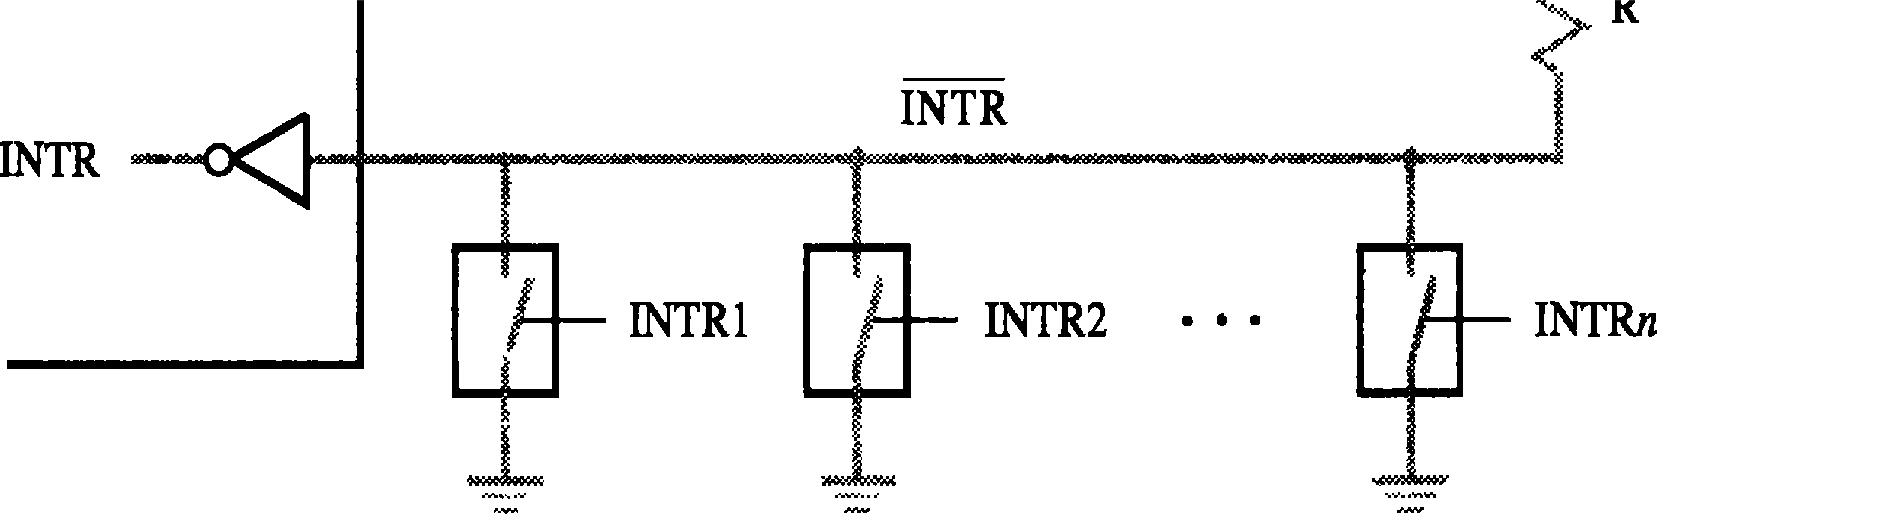 R
INTR
INTR
INTR1
INTR2
...
INTRn